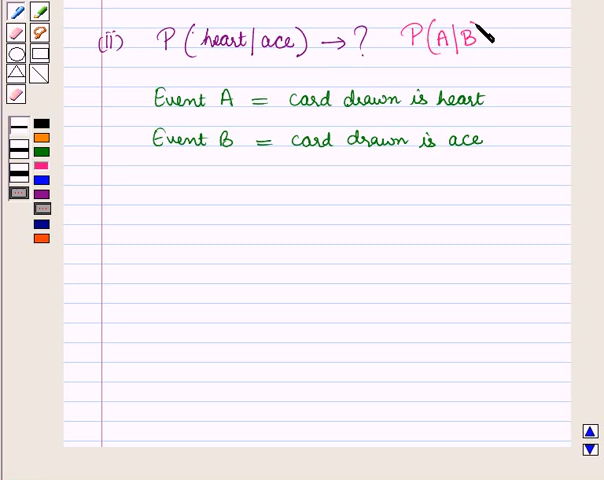 (ii) P(heart/ace) → ? P(A|B)
Event A = card drawn is heart
Event B = card drawn is ace